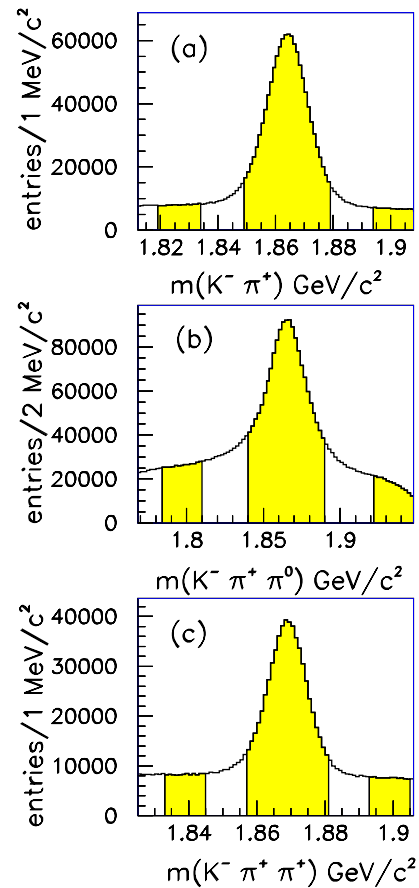 entries/1 MeV/c²
60000
40000
20000
0
(a)
1.82 1.84 1.86 1.88 1.9
m(K⁻ π⁺) GeV/c²
entries/2 MeV/c²
80000
60000
40000
20000
0
(b)
1.8 1.85 1.9
m(K⁻ π⁺ π⁰) GeV/c²
entries/1 MeV/c²
40000
30000
20000
10000
0
(c)
1.84 1.86 1.88 1.9
m(K⁻ π⁺ π⁺) GeV/c²